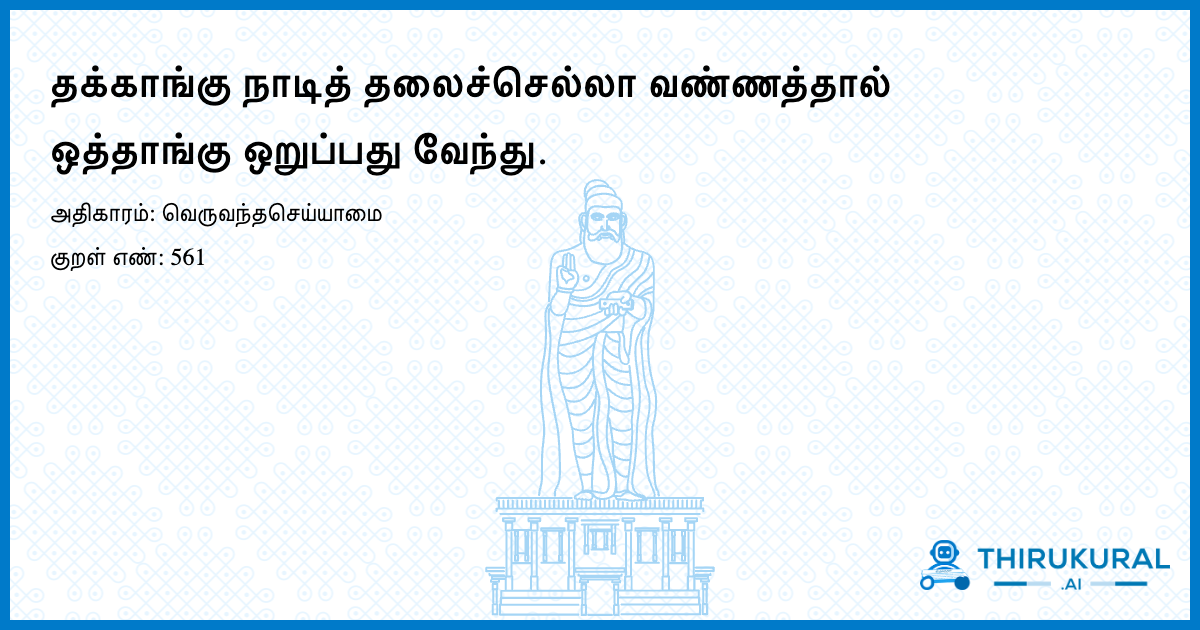 தக்காங்கு நாடித் தலைச்செல்லா வண்ணத்தால்
ஒத்தாங்கு ஒறுப்பது வேந்து.
அதிகாரம்: வெருவந்தசெய்யாமை
குறள் எண்: 561
THIRUKURAL
.AI